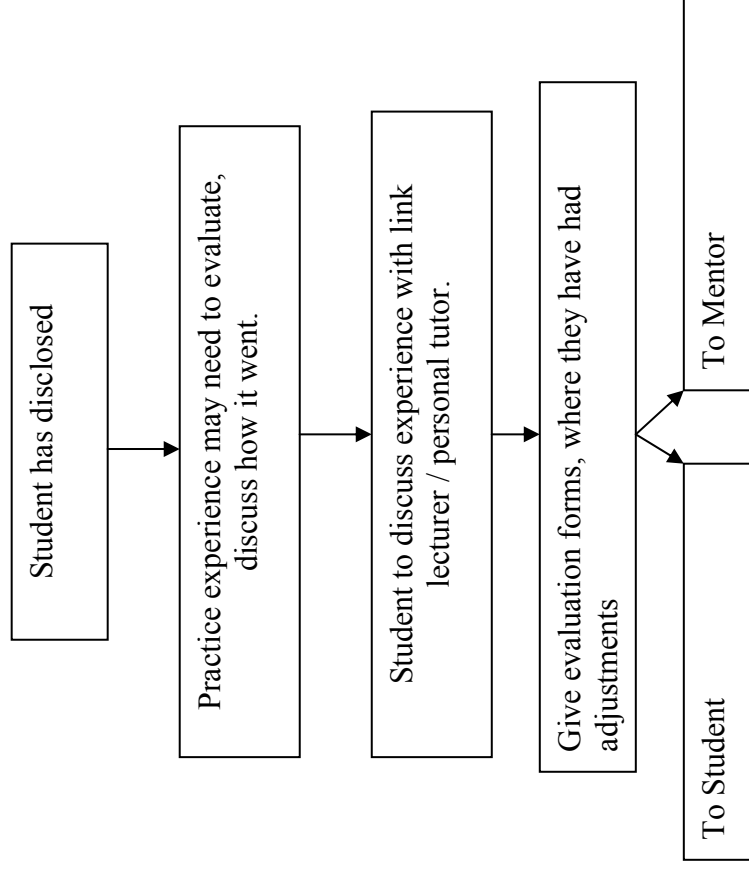 Student has disclosed
Practice experience may need to evaluate,
discuss how it went.
Student to discuss experience with link
lecturer / personal tutor.
Give evaluation forms, where they have had
adjustments
To Student
To Mentor